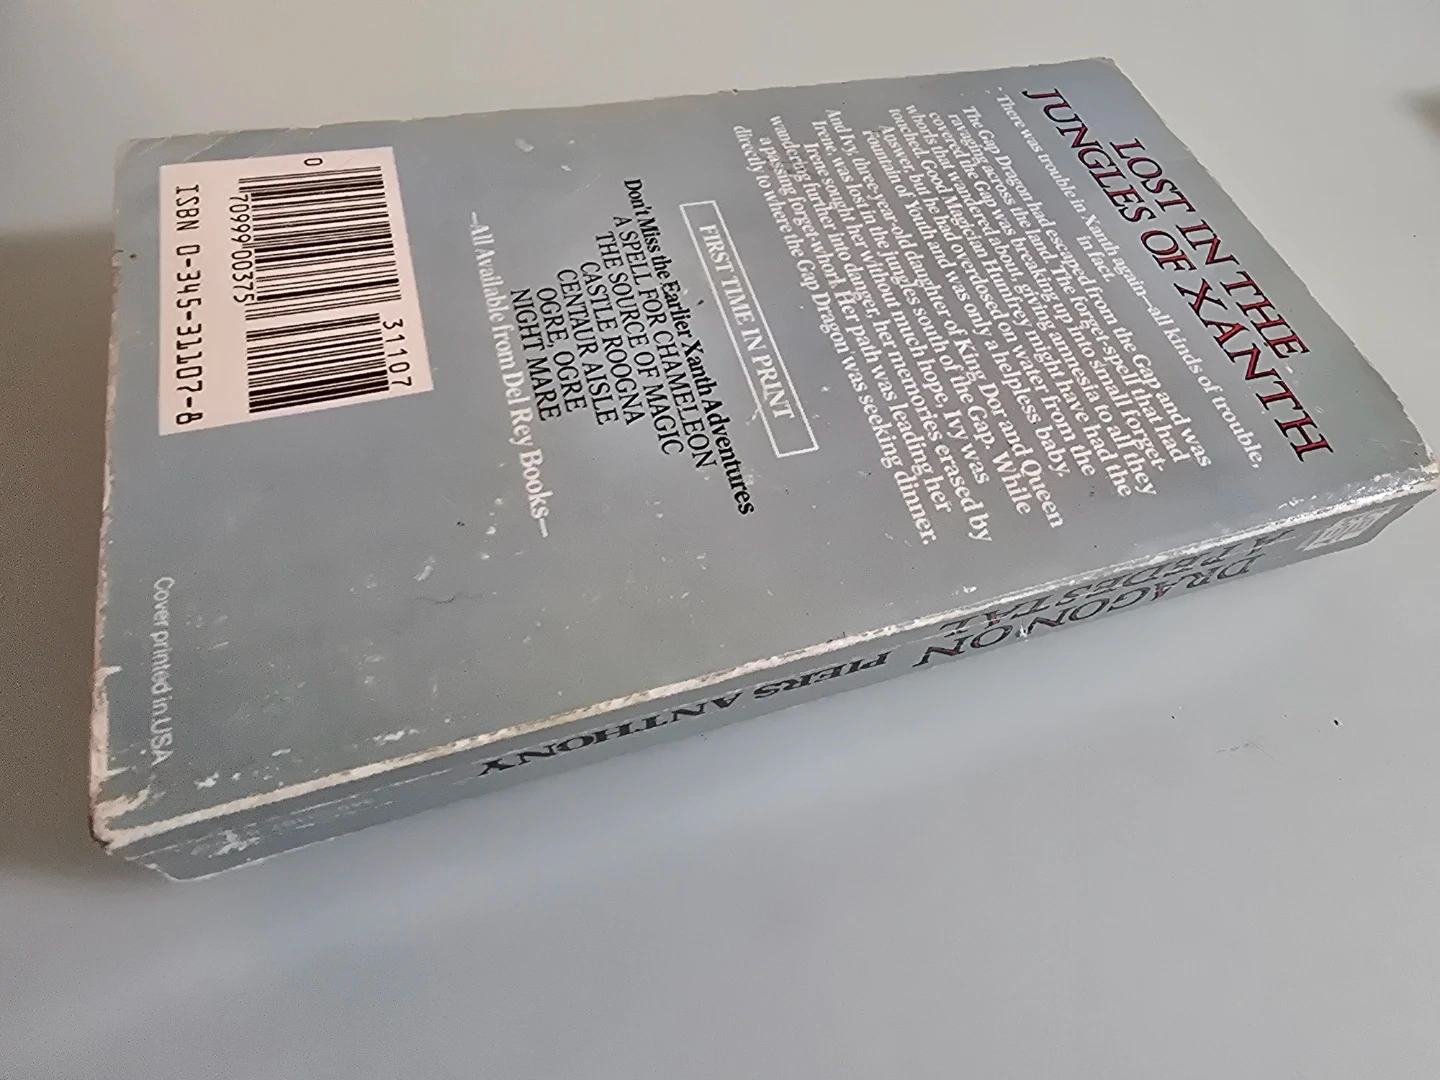 LOST IN THE
JUNGLES OF XANTH
There was trouble in Xanth again—all kinds of trouble,
in fact.
The Gap Dragon had escaped from the Gap and was
ravaging across the land. The forget-spell that had
covered the Gap was breaking up into small forget-
whorls that wandered about, giving amnesia to all they
touched. Good Magician Humfrey might have had the
Answer, but he had overdosed on water from the
Fountain of Youth and was only a helpless baby.
And Ivy, three-year-old daughter of King Dor and Queen
Irene, was lost in the jungles south of the Gap. While
Irene sought her without much hope, Ivy was
wandering further into danger, her memories erased by
a passing forget-whorl. Her path was leading her
directly to where the Gap Dragon was seeking dinner.
FIRST TIME IN PRINT
Don't Miss the Earlier Xanth Adventures
A SPELL FOR CHAMELEON
THE SOURCE OF MAGIC
CASTLE ROOGNA
CENTAUR AISLE
OGRE, OGRE
NIGHT MARE
—All Available from Del Rey Books—
31107
0
70999 00375
ISBN 0-345-31107-8
Cover printed in USA
DRAGON ON
A PEDESTAL
PIERS ANTHONY